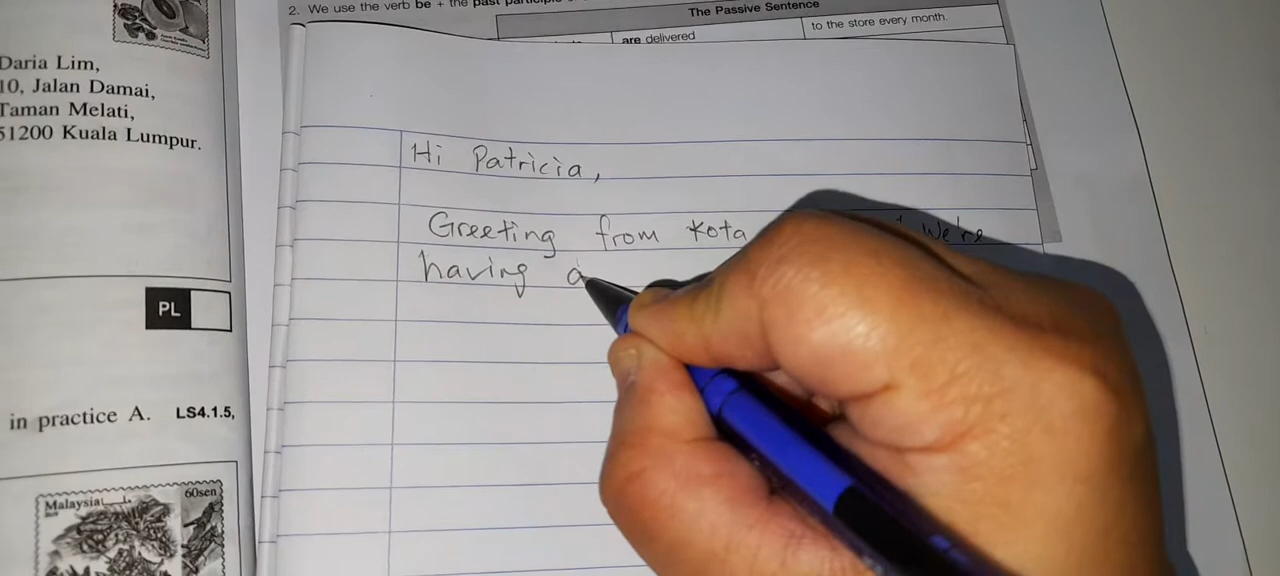 2. We use the verb be + the past
The Passive Sentence
are delivered
to the store every month.
Daria Lim,
10, Jalan Damai,
Taman Melati,
51200 Kuala Lumpur.
PL
in practice A. LS4.1.5,
Malaysia
60sen
Hi Patricia,
Greeting from Kota We're
having a